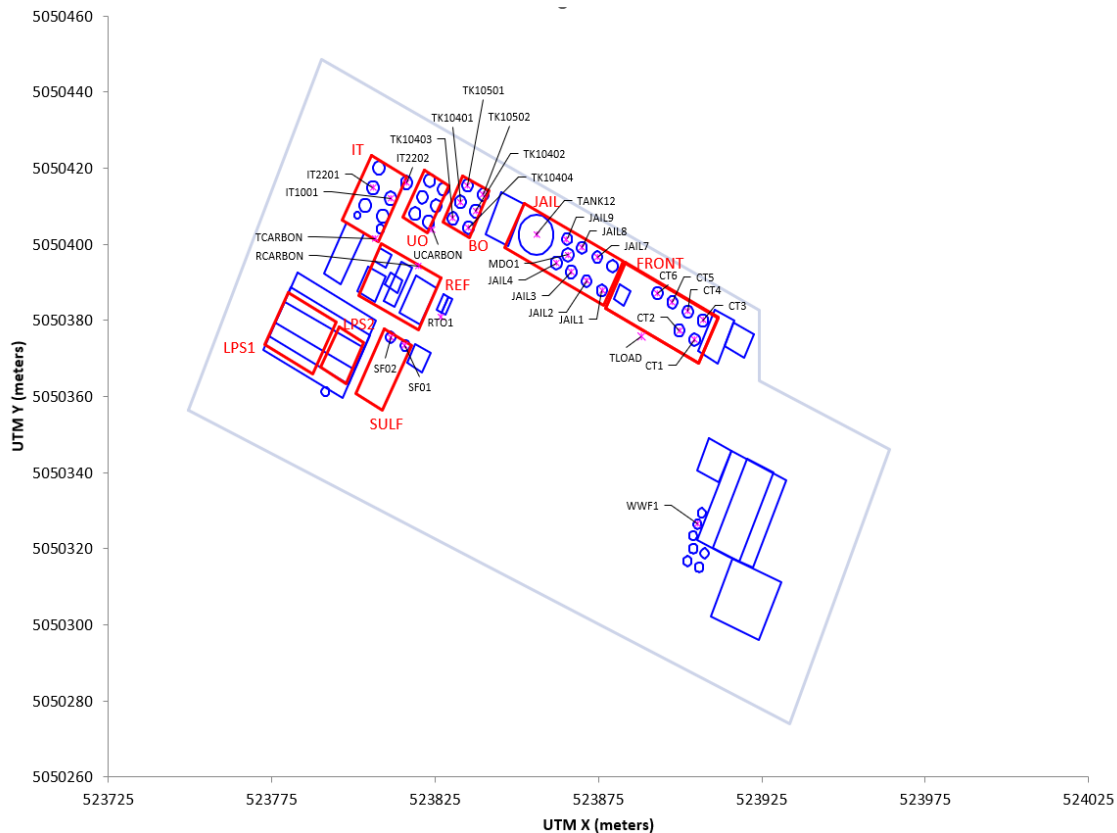 5050460
5050440
5050420
5050400
5050380
5050360
5050340
5050320
5050300
5050280
5050260
UTM Y (meters)
TK10501
TK10401
TK10502
TK10403
IT
IT2202
TK10402
IT2201
TK10404
IT1001
JAIL
TANK12
JAIL9
JAIL8
TCARBON
UO
BO
JAIL7
RCARBON
UCARBON
MDO1
FRONT
CT6
CT5
JAIL4
CT4
REF
JAIL3
CT3
JAIL2
JAIL1
CT2
RTO1
LPS2
LPS1
TLOAD
CT1
SF02
SF01
SULF
WWF1
523725
523775
523825
523875
523925
523975
524025
UTM X (meters)